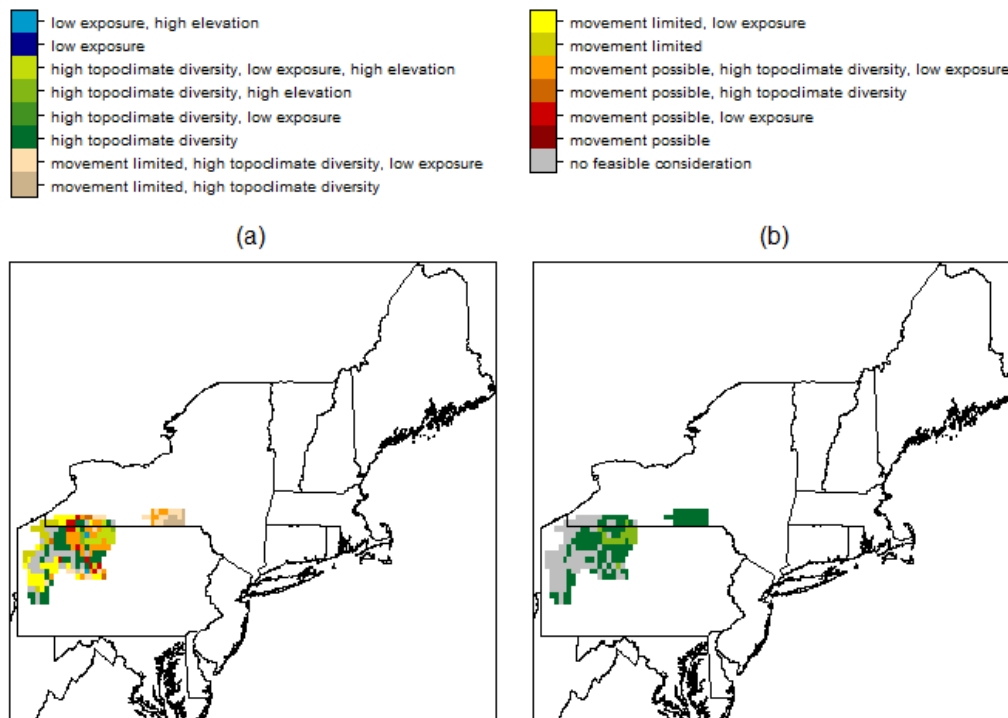 low exposure, high elevation
low exposure
high topoclimate diversity, low exposure, high elevation
high topoclimate diversity, high elevation
high topoclimate diversity, low exposure
high topoclimate diversity
movement limited, high topoclimate diversity, low exposure
movement limited, high topoclimate diversity
movement limited, low exposure
movement limited
movement possible, high topoclimate diversity, low exposure
movement possible, high topoclimate diversity
movement possible, low exposure
movement possible
no feasible consideration
(a)
(b)